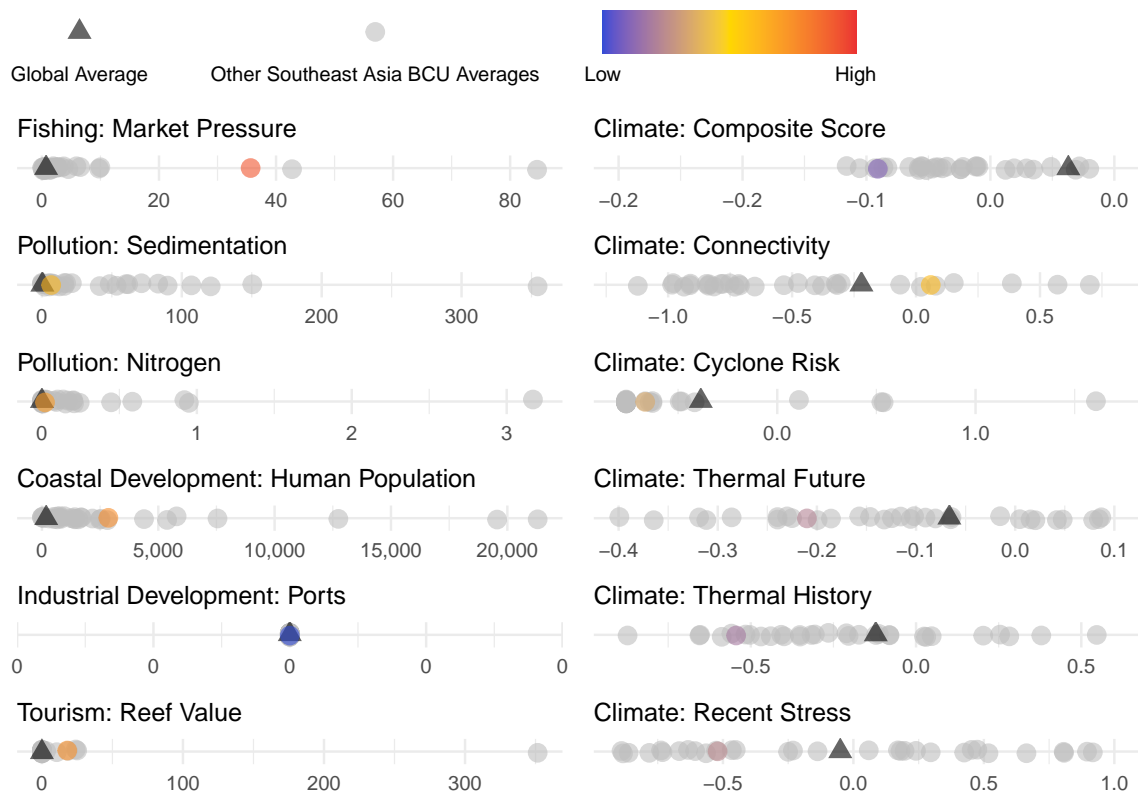 Global Average
Other Southeast Asia BCU Averages
Low
High
Fishing: Market Pressure
0 20 40 60 80
Pollution: Sedimentation
0 100 200 300
Pollution: Nitrogen
0 1 2 3
Coastal Development: Human Population
0 5,000 10,000 15,000 20,000
Industrial Development: Ports
0 0 0 0 0
Tourism: Reef Value
0 100 200 300
Climate: Composite Score
−0.2 −0.2 −0.1 0.0 0.0
Climate: Connectivity
−1.0 −0.5 0.0 0.5
Climate: Cyclone Risk
0.0 1.0
Climate: Thermal Future
−0.4 −0.3 −0.2 −0.1 0.0 0.1
Climate: Thermal History
−0.5 0.0 0.5
Climate: Recent Stress
−0.5 0.0 0.5 1.0